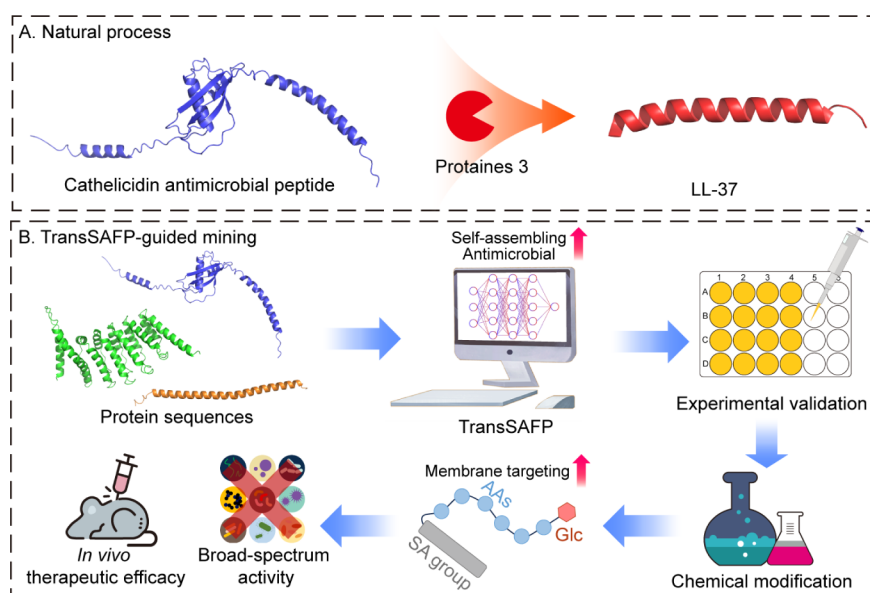 A. Natural process
Cathelicidin antimicrobial peptide
Protaines 3
LL-37
B. TransSAFP-guided mining
Protein sequences
Self-assembling
Antimicrobial
TransSAFP
1 2 3 4 5 6
A
B
C
D
Experimental validation
Chemical modification
Membrane targeting
AAs
Glc
SA group
Broad-spectrum
activity
In vivo
therapeutic efficacy